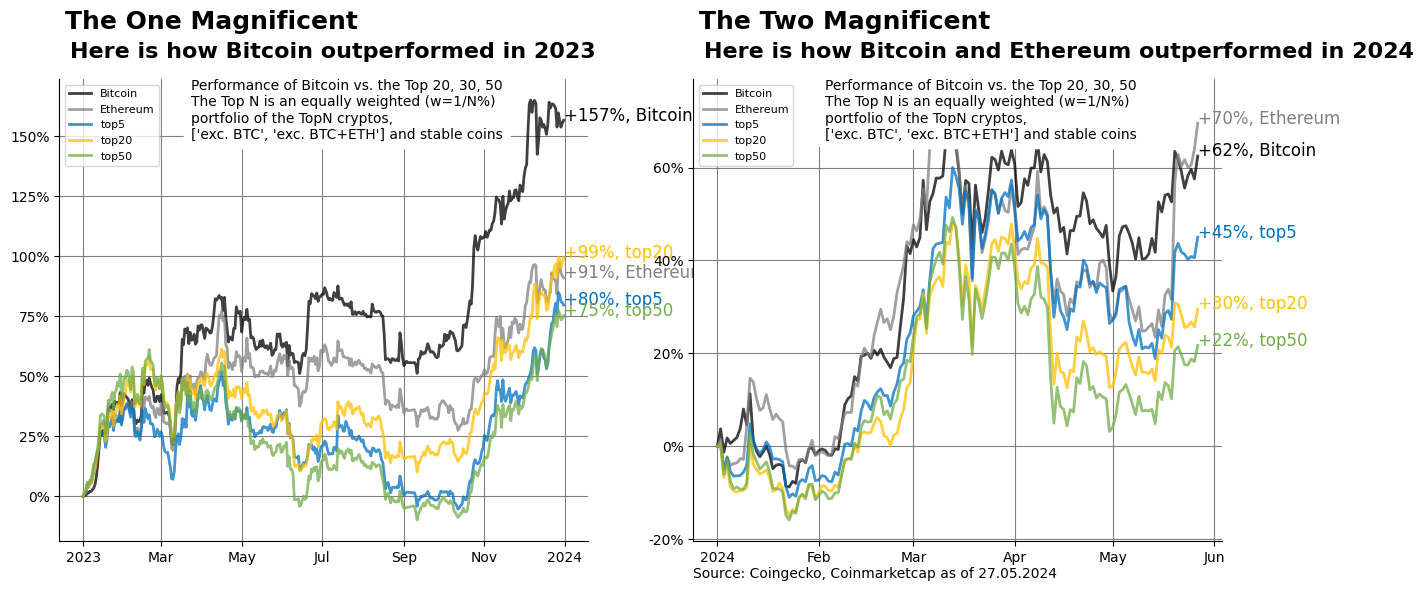 The One Magnificent
Here is how Bitcoin outperformed in 2023
Bitcoin
Ethereum
top5
top20
top50
Performance of Bitcoin vs. the Top 20, 30, 50
The Top N is an equally weighted (w=1/N%)
portfolio of the TopN cryptos,
['exc. BTC', 'exc. BTC+ETH'] and stable coins
150%
125%
100%
75%
50%
25%
0%
+157%, Bitcoin
+99%, top20
+91%, Ethereum
+80%, top5
+75%, top50
2023
Mar
May
Jul
Sep
Nov
2024
The Two Magnificent
Here is how Bitcoin and Ethereum outperformed in 2024
Bitcoin
Ethereum
top5
top20
top50
Performance of Bitcoin vs. the Top 20, 30, 50
The Top N is an equally weighted (w=1/N%)
portfolio of the TopN cryptos,
['exc. BTC', 'exc. BTC+ETH'] and stable coins
60%
40%
20%
0%
-20%
+70%, Ethereum
+62%, Bitcoin
+45%, top5
+30%, top20
+22%, top50
2024
Feb
Mar
Apr
May
Jun
Source: Coingecko, Coinmarketcap as of 27.05.2024